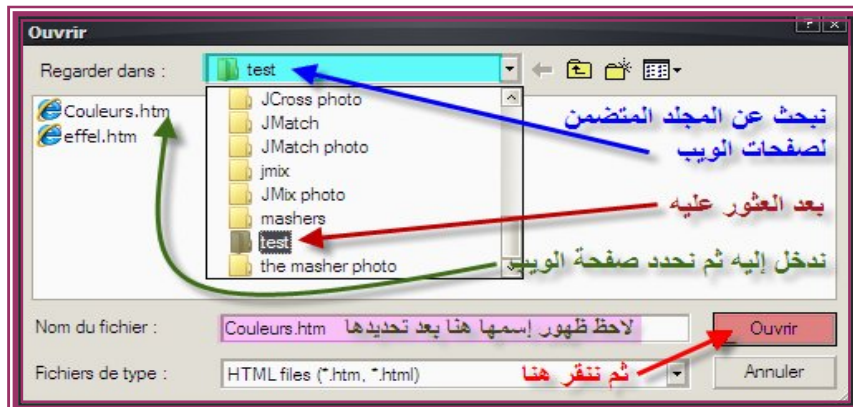 Ouvrir
Regarder dans :
test
JCross photo
JMatch
JMatch photo
jmix
JMix photo
mashers
test
the masher photo
Couleurs.htm
effel.htm
نبحث عن المجلد المتضمن
لصفحات الويب
بعد العثور عليه
ندخل إليه ثم نحدد صفحة الويب
Nom du fichier :
Couleurs.htm
لاحظ ظهور إسمها هنا بعد تحديدها
Ouvrir
Fichiers de type :
HTML files (*.htm, *.html)
ثم ننقر هنا
Annuler